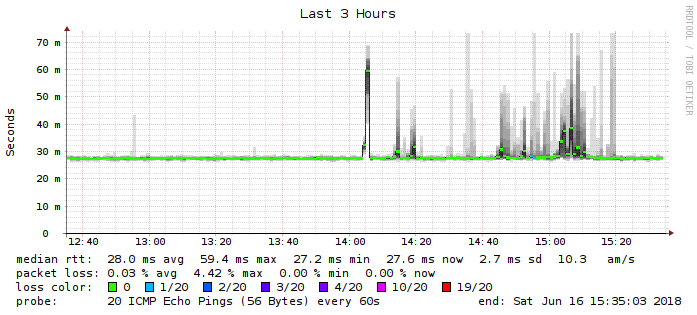 Last 3 Hours
RRDTOOL / TOBI OETIKER
Seconds
70 m
60 m
50 m
40 m
30 m
20 m
10 m
0
12:40 13:00 13:20 13:40 14:00 14:20 14:40 15:00 15:20
median rtt: 28.0 ms avg 59.4 ms max 27.2 ms min 27.6 ms now 2.7 ms sd 10.3 am/s
packet loss: 0.03 % avg 4.42 % max 0.00 % min 0.00 % now
loss color: 0 1/20 2/20 3/20 4/20 10/20 19/20
probe: 20 ICMP Echo Pings (56 Bytes) every 60s end: Sat Jun 16 15:35:03 2018